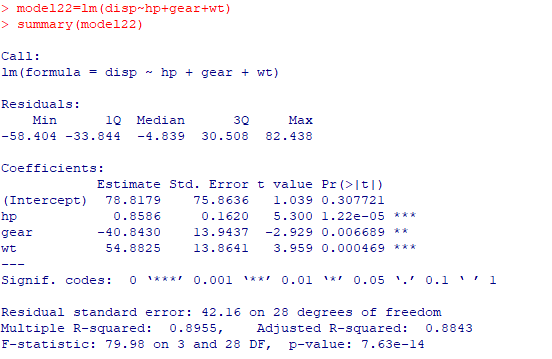 > model22=lm(disp~hp+gear+wt)
> summary(model22)
Call:
lm(formula = disp ~ hp + gear + wt)
Residuals:
    Min      1Q  Median      3Q     Max
-58.404 -33.844  -4.839  30.508  82.438
Coefficients:
            Estimate Std. Error t value Pr(>|t|)
(Intercept)  78.8179    75.8636   1.039 0.307721
hp            0.8586     0.1620   5.300 1.22e-05 ***
gear        -40.8430    13.9437  -2.929 0.006689 **
wt           54.8825    13.8641   3.959 0.000469 ***
---
Signif. codes:  0 ‘***’ 0.001 ‘**’ 0.01 ‘*’ 0.05 ‘.’ 0.1 ‘ ’ 1
Residual standard error: 42.16 on 28 degrees of freedom
Multiple R-squared:  0.8955,    Adjusted R-squared:  0.8843
F-statistic: 79.98 on 3 and 28 DF,  p-value: 7.63e-14